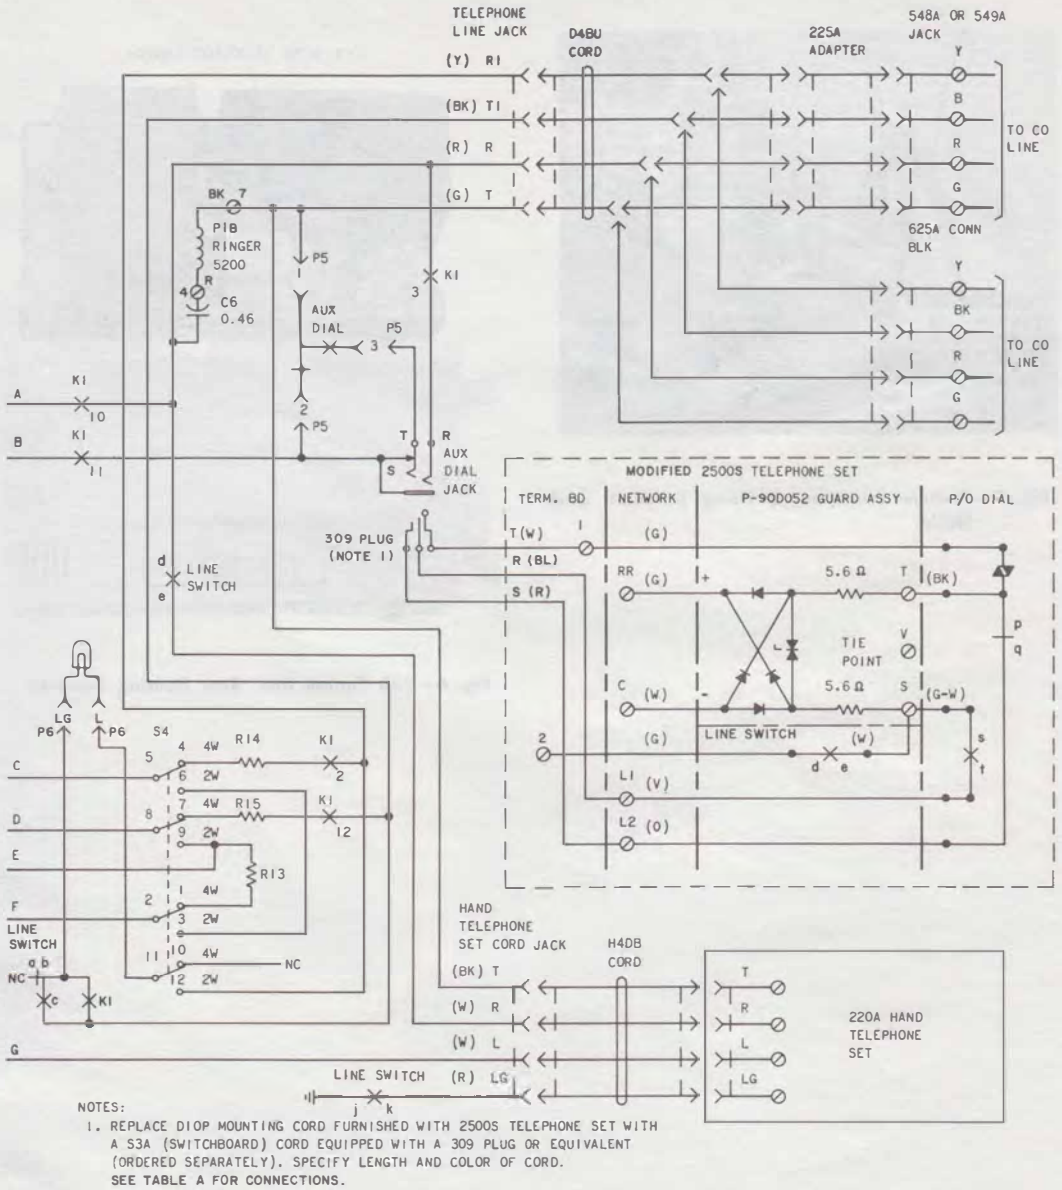 TELEPHONE
LINE JACK
D4BU
CORD
225A
ADAPTER
548A OR 549A
JACK
(Y) R1
Y
(BK) T1
B
(R) R
R
(G) T
G
TO CO
LINE
BK 7
P1B
RINGER
5200
R
4
C6
0.46
P5
1
K1
3
AUX
DIAL
P5
3
2
P5
625A CONN
BLK
Y
BK
R
G
TO CO
LINE
A
K1
10
B
K1
11
T
R
S
AUX
DIAL
JACK
309 PLUG
(NOTE 1)
MODIFIED 2500S TELEPHONE SET
TERM. BD
NETWORK
P-90D052 GUARD ASSY
P/O DIAL
T(W)
1
(G)
R (BL)
S (R)
RR
(G)
+
5.6 Ω
T
(BK)
TIE
POINT
V
p
q
C
(W)
-
5.6 Ω
S
(G-W)
LINE SWITCH
2
(G)
(W)
d
e
s
t
L1
(V)
L2
(O)
d
e
LINE
SWITCH
LG
P6
L
P6
S4
C
5
4
4W
R14
K1
2
6
2W
D
8
7
4W
R15
K1
12
9
2W
E
R13
F
2
1
4W
3
2W
LINE
SWITCH
a b
NC
c
K1
11
10
4W
NC
12
2W
G
HAND
TELEPHONE
SET CORD JACK
H4DB
CORD
(BK) T
(W) R
(W) L
(R) LG
T
R
L
LG
220A HAND
TELEPHONE
SET
LINE SWITCH
j
k
NOTES:
1. REPLACE DIOP MOUNTING CORD FURNISHED WITH 2500S TELEPHONE SET WITH
A S3A (SWITCHBOARD) CORD EQUIPPED WITH A 309 PLUG OR EQUIVALENT
(ORDERED SEPARATELY). SPECIFY LENGTH AND COLOR OF CORD.
SEE TABLE A FOR CONNECTIONS.